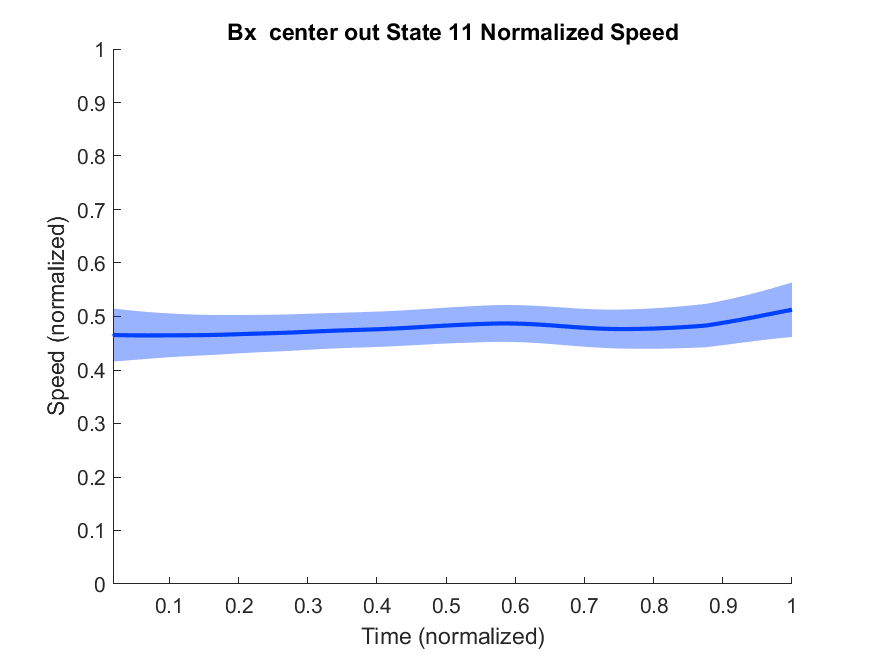 Bx  center out State 11 Normalized Speed
1
0.9
0.8
0.7
0.6
0.5
0.4
0.3
0.2
0.1
0
Speed (normalized)
0.1 0.2 0.3 0.4 0.5 0.6 0.7 0.8 0.9 1
Time (normalized)